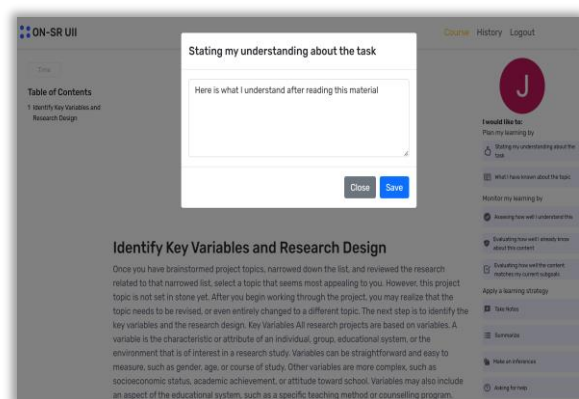 ON-SR UII
Course History Logout
Time
Table of Contents
1 Identify Key Variables and
Research Design
Stating my understanding about the task
Here is what I understand after reading this material
Close Save
J
I would like to:
Plan my learning by
Stating my understanding about the
task
What I have known about the topic
Monitor my learning by
Assessing how well I understand this
Evaluating how well I already know
about this content
Evaluating how well the content
matches my current subgoals
Apply a learning strategy
Take Notes
Summarize
Make an inferences
Asking for help
Identify Key Variables and Research Design
Once you have brainstormed project topics, narrowed down the list, and reviewed the research
related to that narrowed list, select a topic that seems most appealing to you. However, this project
topic is not set in stone yet. After you begin working through the project, you may realize that the
topic needs to be revised, or even entirely changed to a different topic. The next step is to identify the
key variables and the research design. Key Variables All research projects are based on variables. A
variable is the characteristic or attribute of an individual, group, educational system, or the
environment that is of interest in a research study. Variables can be straightforward and easy to
measure, such as gender, age, or course of study. Other variables are more complex, such as
socioeconomic status, academic achievement, or attitude toward school. Variables may also include
an aspect of the educational system, such as a specific teaching method or counselling program.